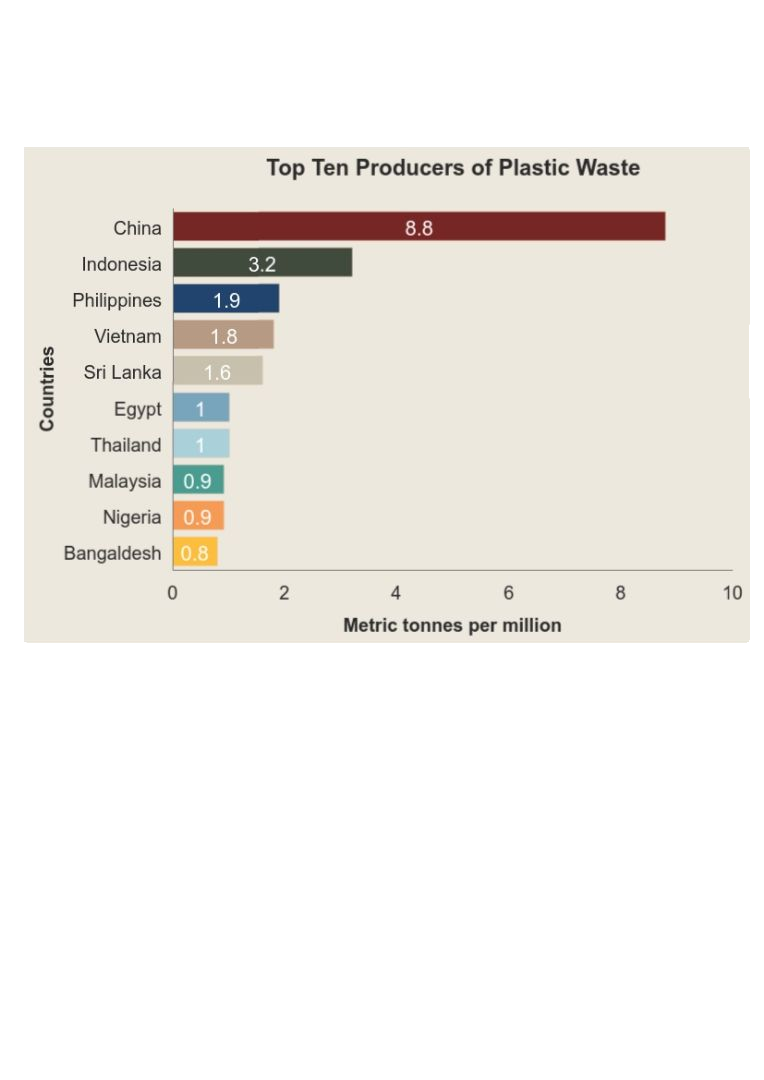 Top Ten Producers of Plastic Waste
Countries
China 8.8
Indonesia 3.2
Philippines 1.9
Vietnam 1.8
Sri Lanka 1.6
Egypt 1
Thailand 1
Malaysia 0.9
Nigeria 0.9
Bangaldesh 0.8
0 2 4 6 8 10
Metric tonnes per million